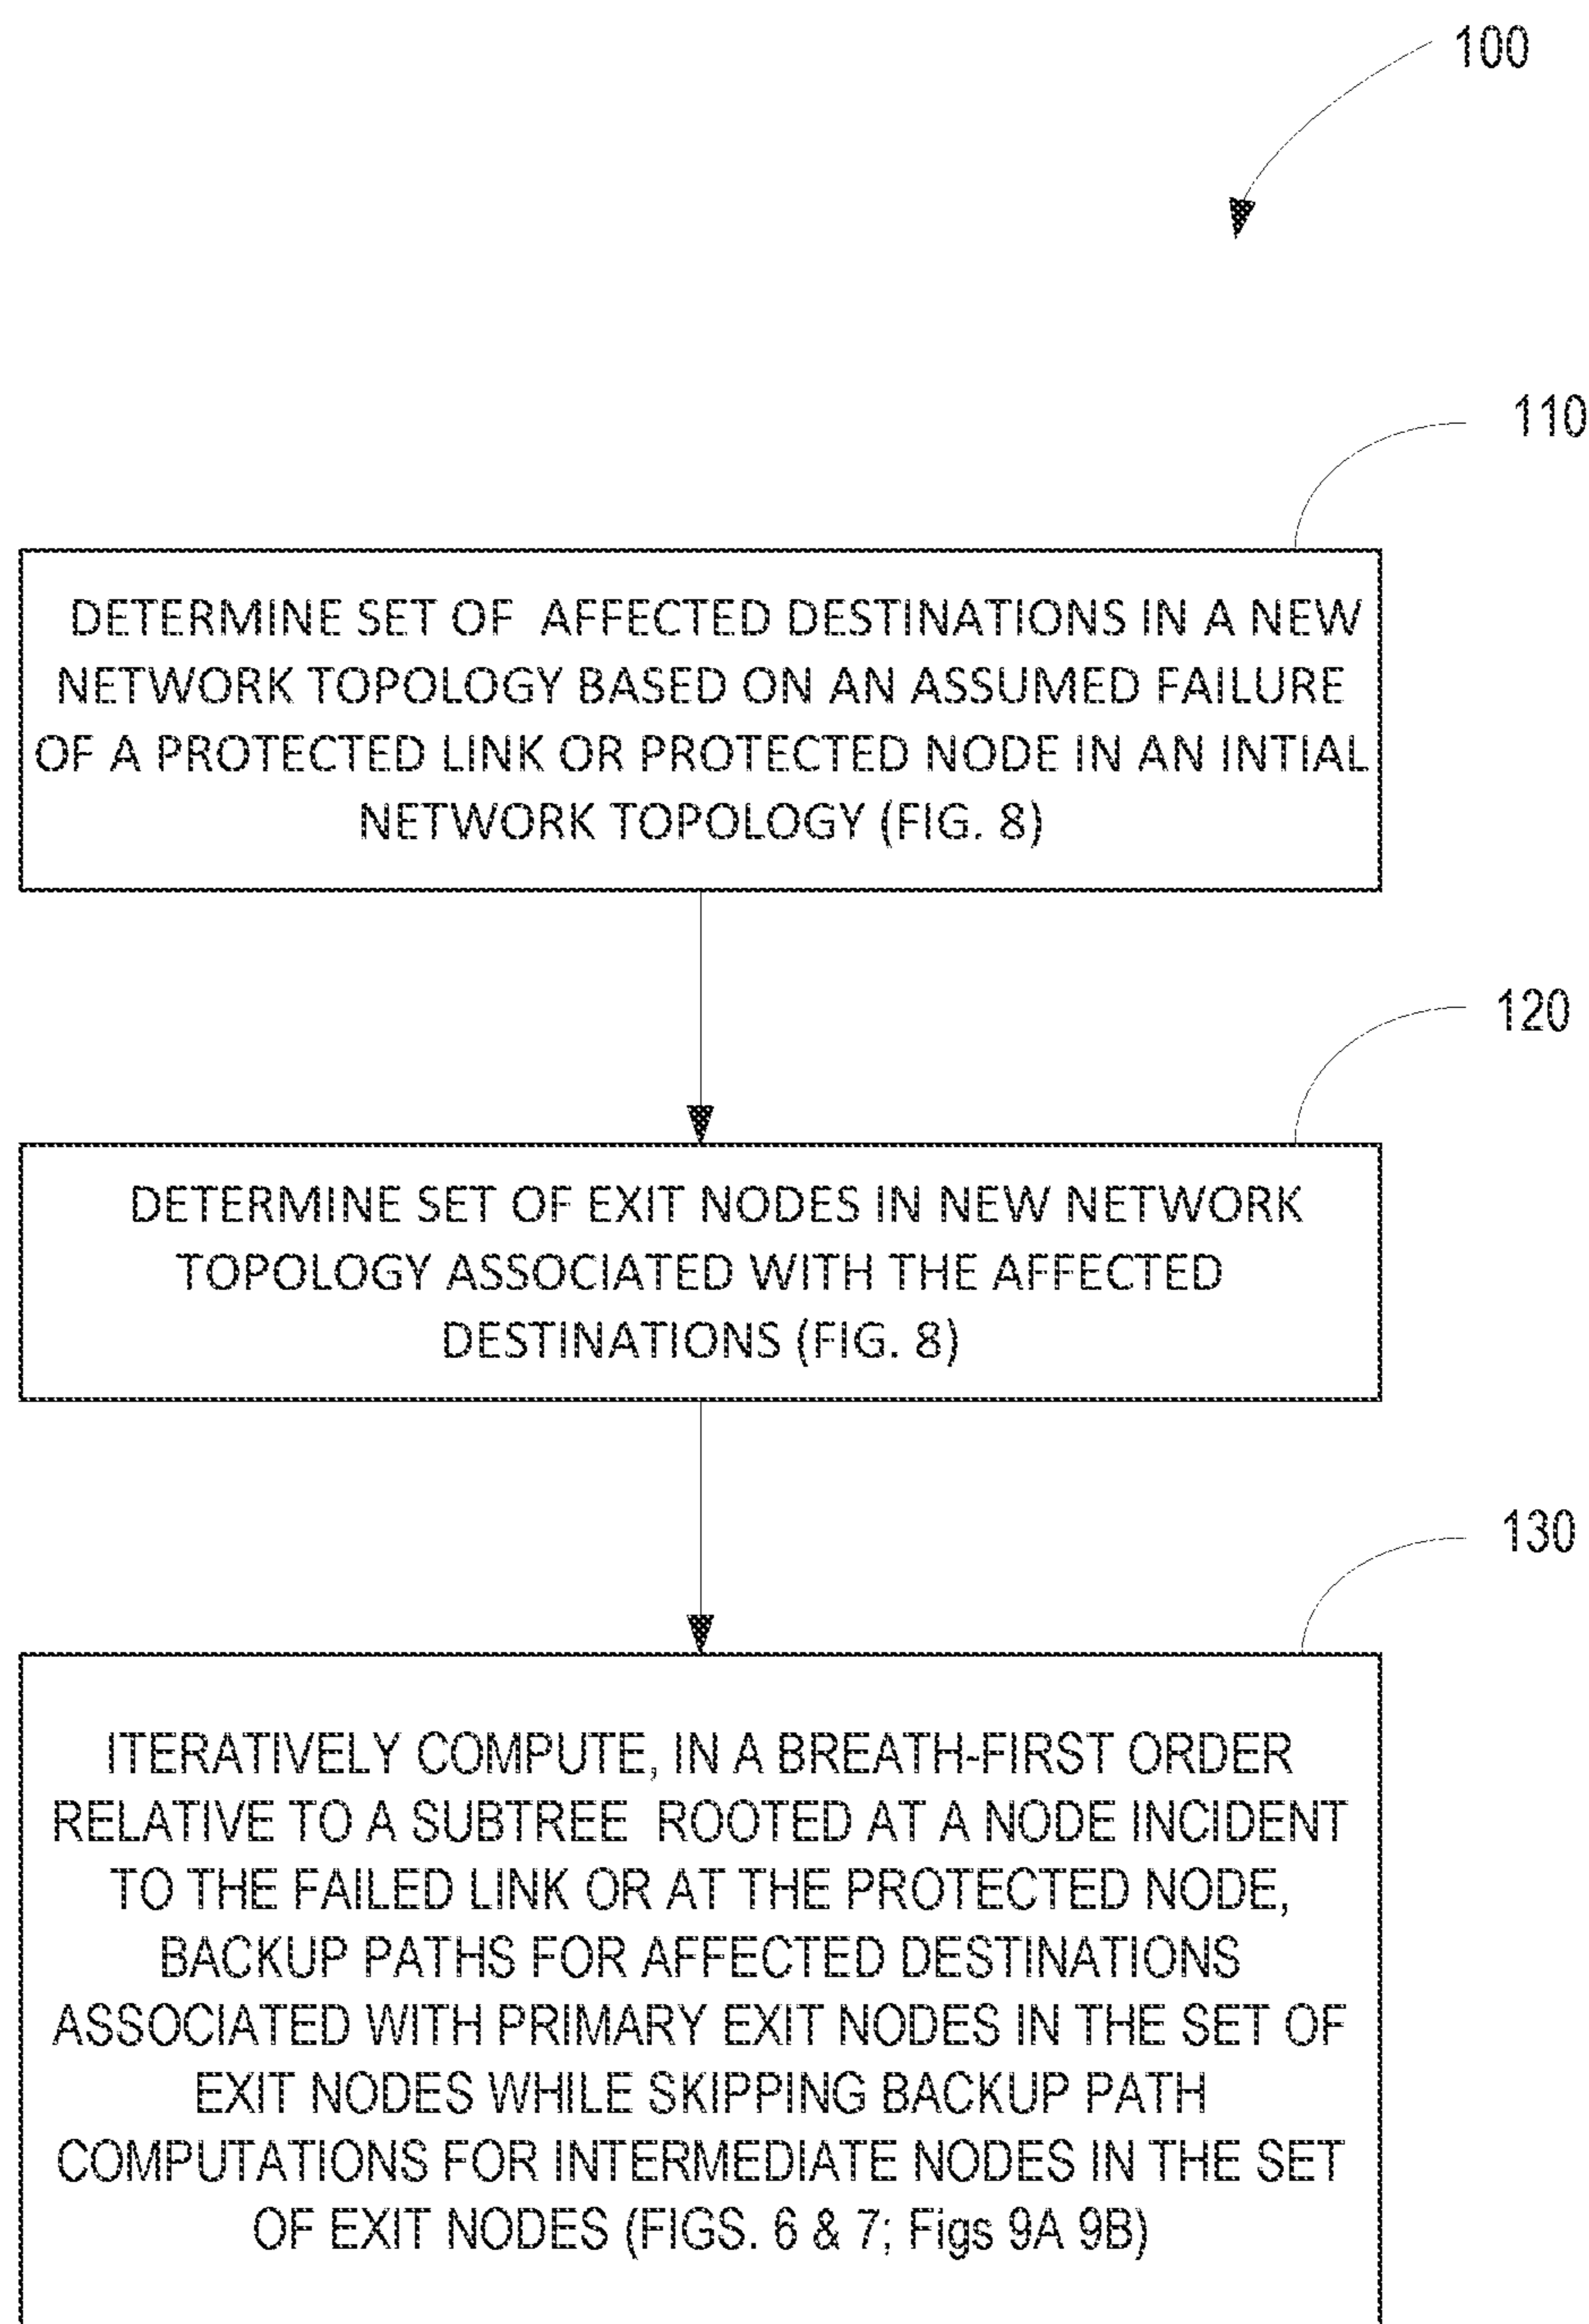 100
110
DETERMINE SET OF AFFECTED DESTINATIONS IN A NEW
NETWORK TOPOLOGY BASED ON AN ASSUMED FAILURE
OF A PROTECTED LINK OR PROTECTED NODE IN AN INTIAL
NETWORK TOPOLOGY (FIG. 8)
120
DETERMINE SET OF EXIT NODES IN NEW NETWORK
TOPOLOGY ASSOCIATED WITH THE AFFECTED
DESTINATIONS (FIG. 8)
130
ITERATIVELY COMPUTE, IN A BREATH-FIRST ORDER
RELATIVE TO A SUBTREE ROOTED AT A NODE INCIDENT
TO THE FAILED LINK OR AT THE PROTECTED NODE,
BACKUP PATHS FOR AFFECTED DESTINATIONS
ASSOCIATED WITH PRIMARY EXIT NODES IN THE SET OF
EXIT NODES WHILE SKIPPING BACKUP PATH
COMPUTATIONS FOR INTERMEDIATE NODES IN THE SET
OF EXIT NODES (FIGS. 6 & 7; Figs 9A 9B)